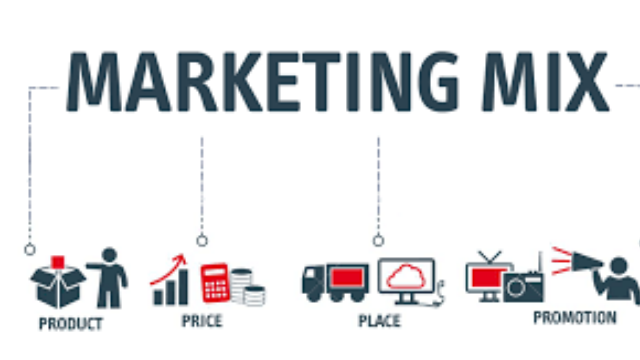 MARKETING MIX
PRODUCT
PRICE
PLACE
PROMOTION